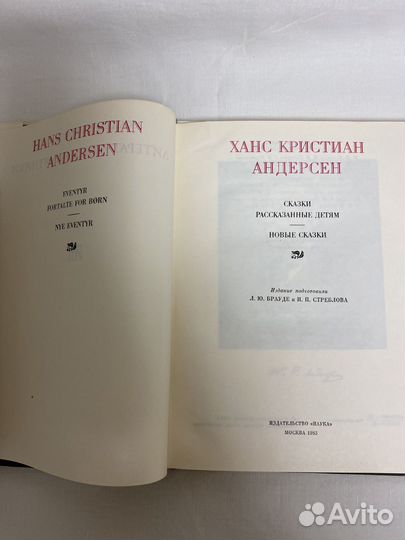 HANS CHRISTIAN
ANDERSEN
EVENTYR
FORTALTE FOR BØRN
NYE EVENTYR
ХАНС КРИСТИАН
АНДЕРСЕН
СКАЗКИ
РАССКАЗАННЫЕ ДЕТЯМ
НОВЫЕ СКАЗКИ
Издание подготовили
Л. Ю. БРАУДЕ и И. П. СТРЕБЛОВА
ИЗДАТЕЛЬСТВО «НАУКА»
МОСКВА 1983
Avito